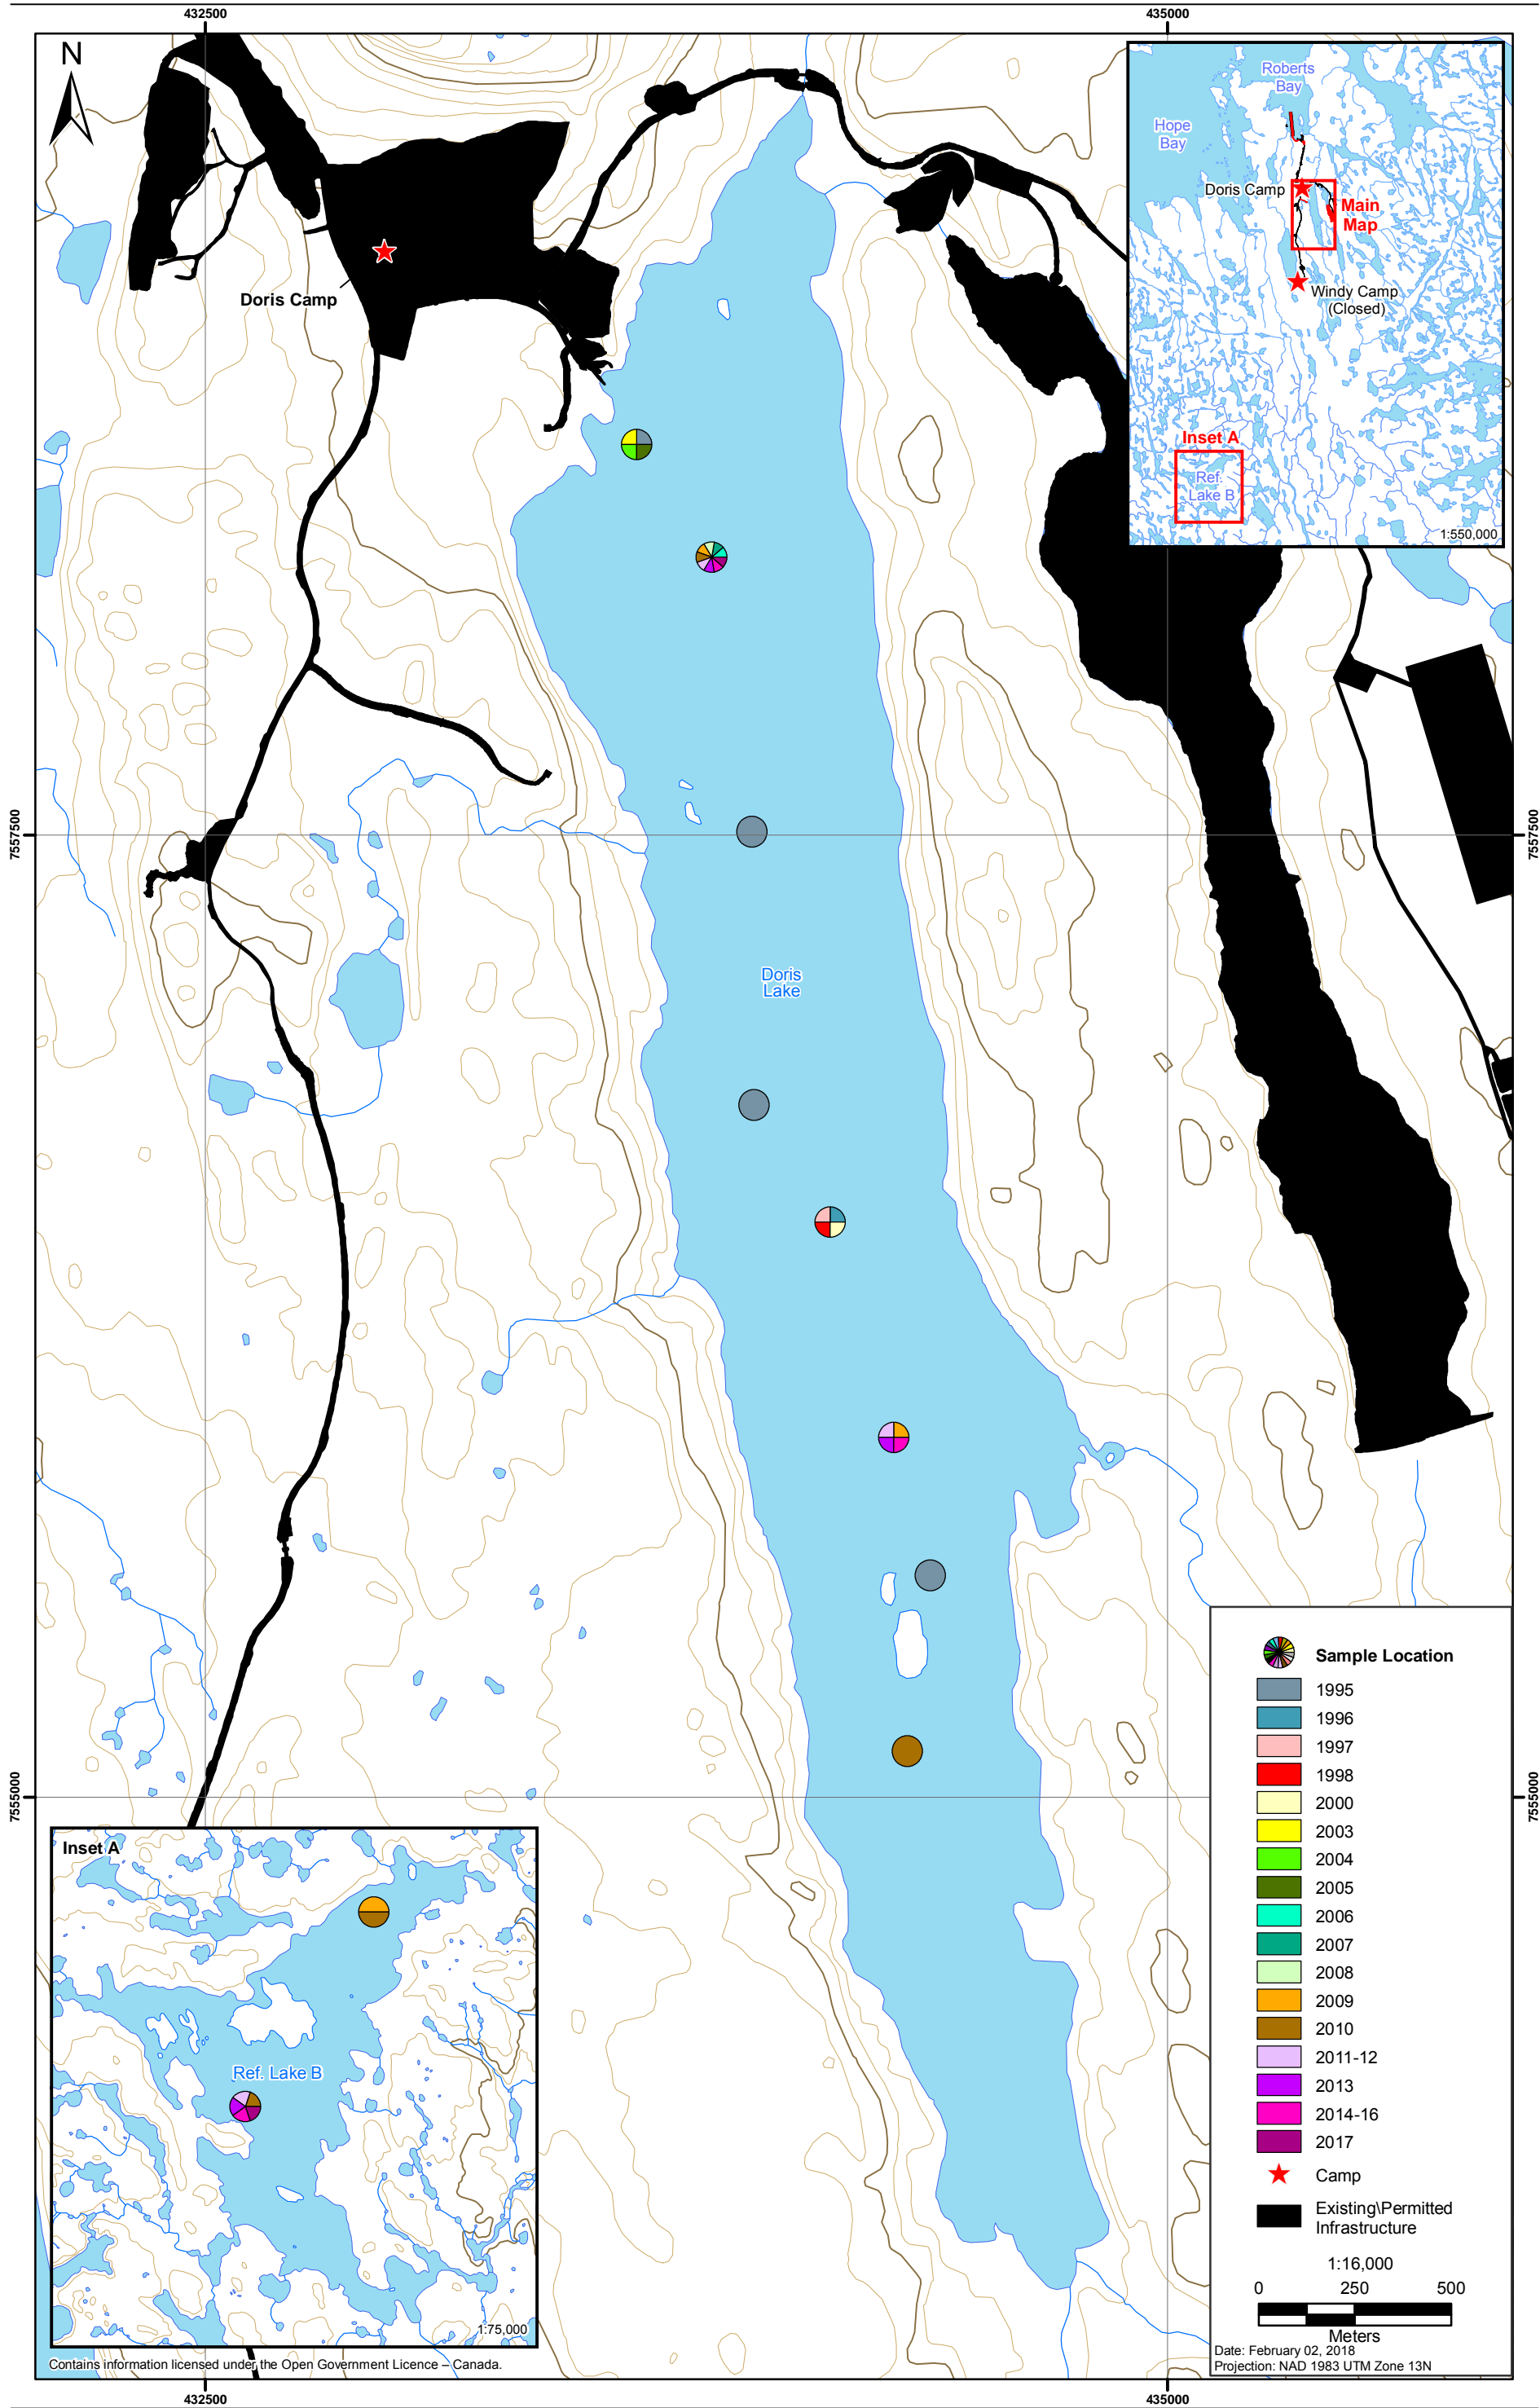 432500
435000
N
Roberts
Bay
Hope
Bay
Doris Camp
Main
Map
Windy Camp
(Closed)
Inset A
Ref.
Lake B
1:550,000
Doris Camp
7557500
7557500
Doris
Lake
7555000
7555000
Sample Location
1995
1996
1997
1998
2000
2003
2004
2005
2006
2007
2008
2009
2010
2011-12
2013
2014-16
2017
Camp
Existing\Permitted
Infrastructure
1:16,000
0 250 500
Meters
Date: February 02, 2018
Projection: NAD 1983 UTM Zone 13N
Inset A
Ref. Lake B
1:75,000
Contains information licensed under the Open Government Licence – Canada.
432500
435000